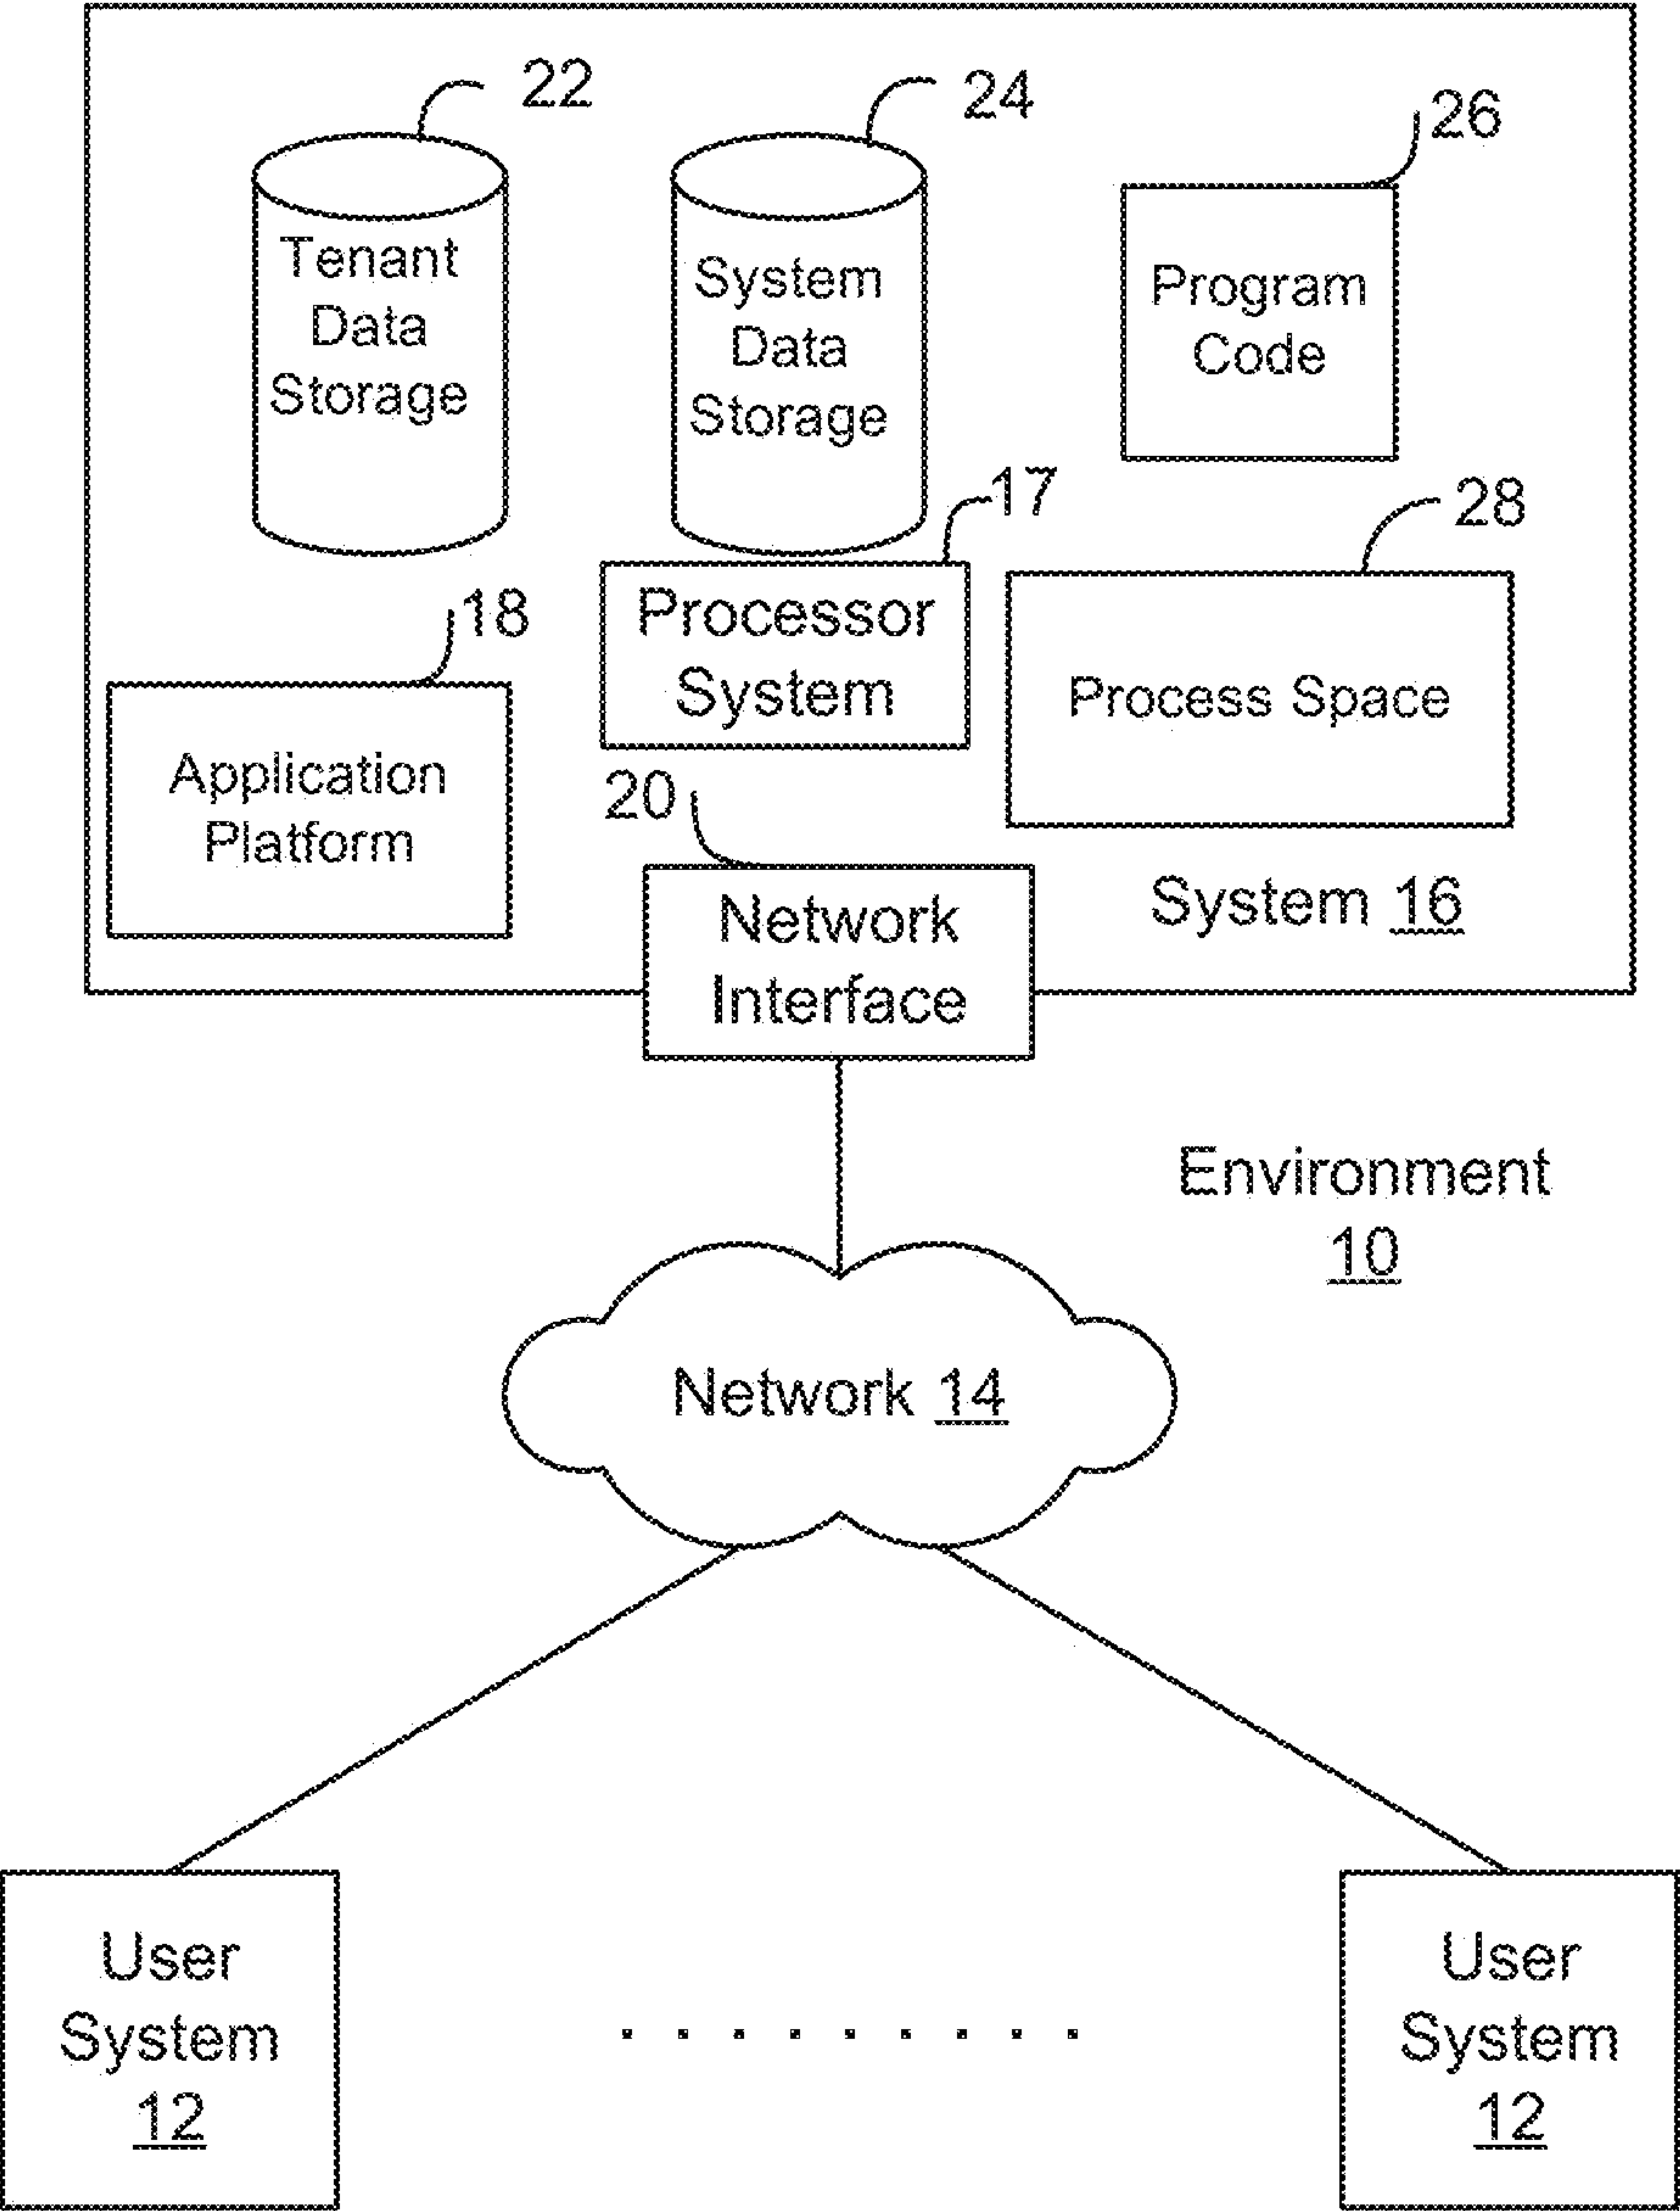 22
24
26
Tenant
Data
Storage
System
Data
Storage
Program
Code
17
28
18
Processor
System
Process Space
Application
Platform
20
Network
Interface
System 16
Environment
10
Network 14
User
System
12
. . . . . . . . .
User
System
12